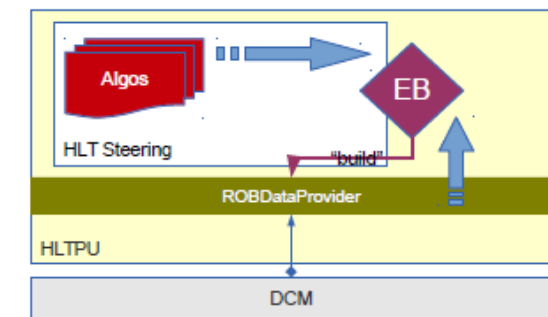 Algos
EB
HLT Steering
"build"
ROBDataProvider
HLTPU
DCM